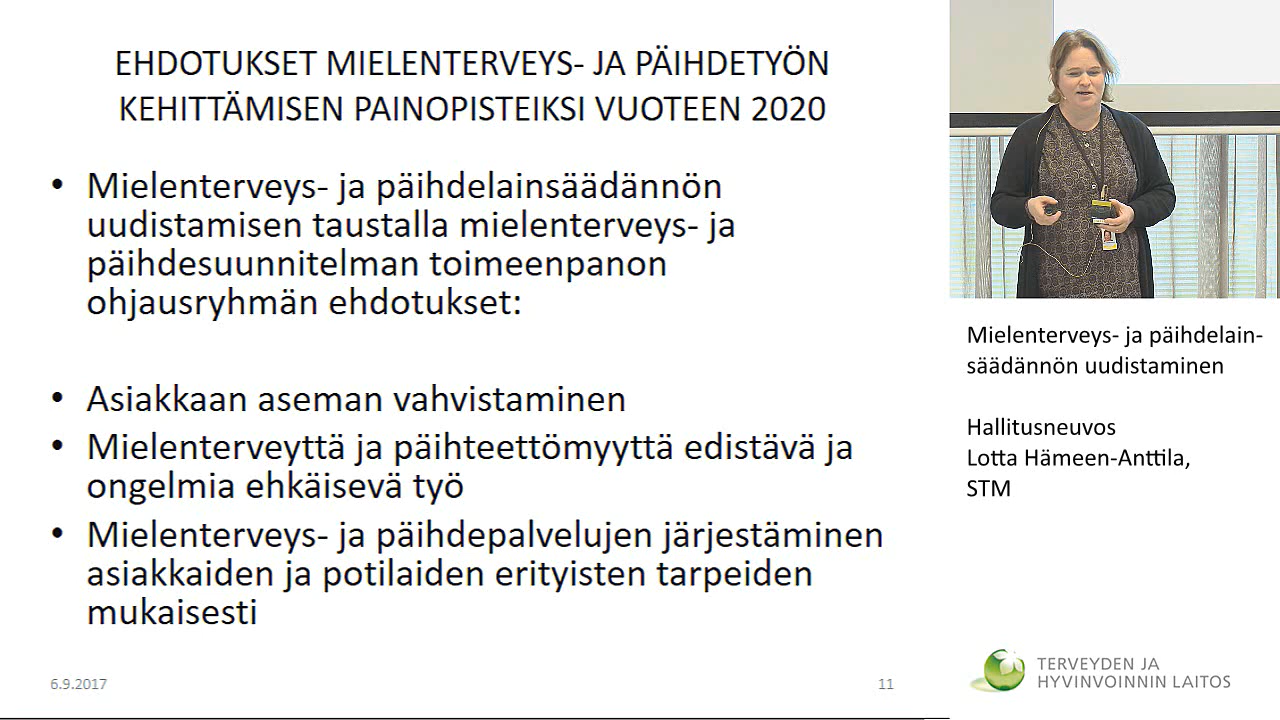 EHDOTUKSET MIELENTERVEYS- JA PÄIHDETYÖN
KEHITTÄMISEN PAINOPISTEIKSI VUOTEEN 2020
• Mielenterveys- ja päihdelainsäädännön
uudistamisen taustalla mielenterveys- ja
päihdesuunnitelman toimeenpanon
ohjausryhmän ehdotukset:
• Asiakkaan aseman vahvistaminen
• Mielenterveyttä ja päihteettömyyttä edistävä ja
ongelmia ehkäisevä työ
• Mielenterveys- ja päihdepalvelujen järjestäminen
asiakkaiden ja potilaiden erityisten tarpeiden
mukaisesti
6.9.2017
11
Mielenterveys- ja päihdelain-
säädännön uudistaminen
Hallitusneuvos
Lotta Hämeen-Anttila,
STM
TERVEYDEN JA
HYVINVOINNIN LAITOS